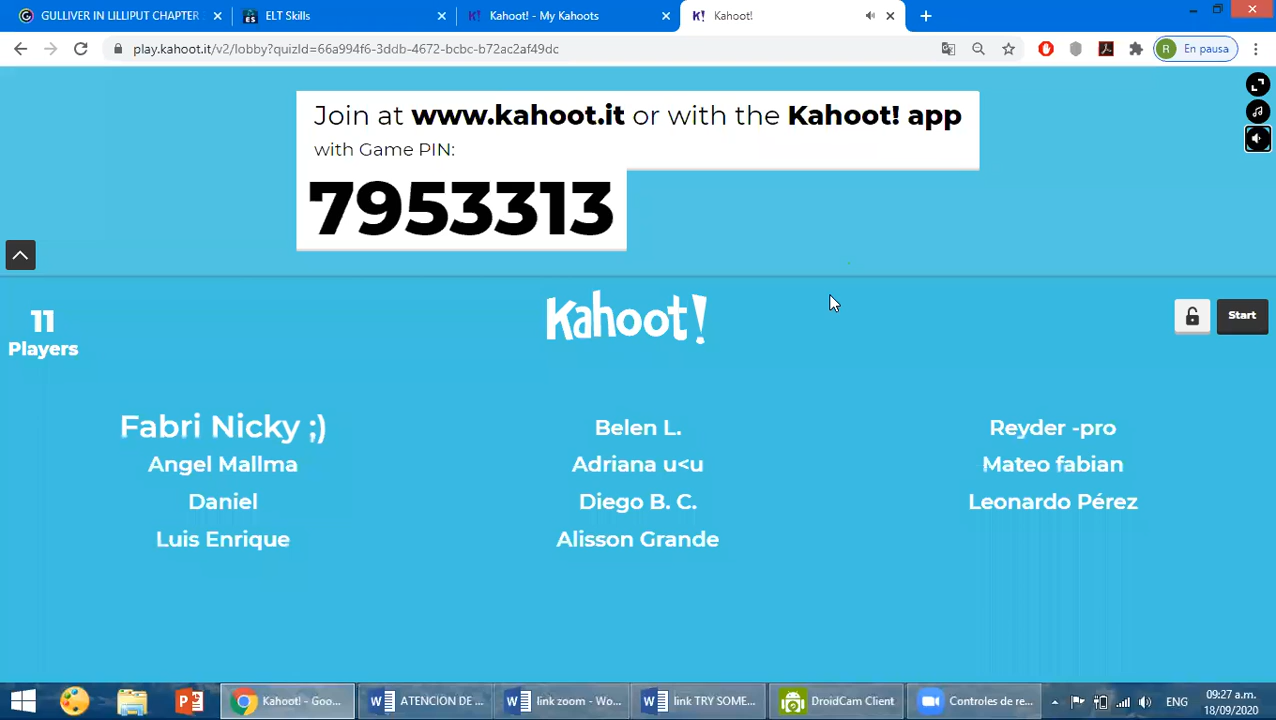 GULLIVER IN LILLIPUT CHAPTER
ELT Skills
Kahoot! - My Kahoots
Kahoot!
play.kahoot.it/v2/lobby?quizId=66a994f6-3ddb-4672-bcbc-b72ac2af49dc
R En pausa
Join at www.kahoot.it or with the Kahoot! app
with Game PIN:
7953313
11
Players
Kahoot!
Start
Fabri Nicky ;)
Belen L.
Reyder -pro
Angel Mallma
Adriana u<u
Mateo fabian
Daniel
Diego B. C.
Leonardo Pérez
Luis Enrique
Alisson Grande
Kahoot! - Goo...
ATENCION DE ...
link zoom - Wo...
link TRY SOME...
DroidCam Client
Controles de re...
ENG
09:27 a.m.
18/09/2020